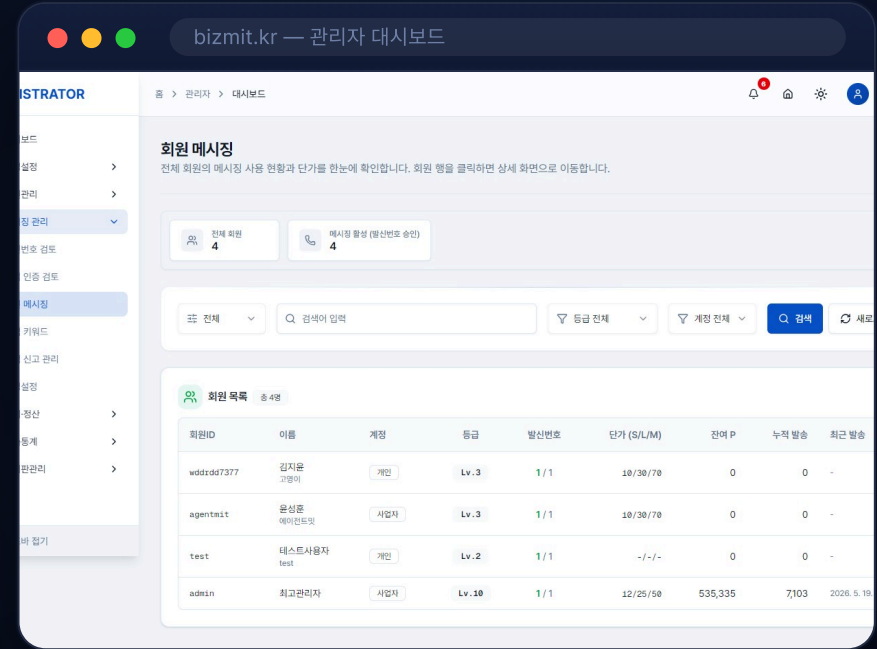 bizmit.kr — 관리자 대시보드
ISTRATOR
홈 > 관리자 > 대시보드
6
보드
설정
관리
징 관리
번호 검토
인증 검토
메시징
키워드
신고 관리
설정
·정산
·통계
판관리
바 접기
회원 메시징
전체 회원의 메시징 사용 현황과 단가를 한눈에 확인합니다. 회원 행을 클릭하면 상세 화면으로 이동합니다.
전체 회원
4
메시징 활성 (발신번호 승인)
4
전체 검색어 입력 등급 전체 계정 전체 검색 새로
회원 목록 총 4명
회원ID 이름 계정 등급 발신번호 단가 (S/L/M) 잔여 P 누적 발송 최근 발송
wddrdd7377 김지윤 개인 Lv.3 1 / 1 10/30/70 0 0 -
고영이
agentmit 윤성훈 사업자 Lv.3 1 / 1 10/30/70 0 0 -
에이전트밋
test 테스트사용자 개인 Lv.2 1 / 1 -/-/- 0 0 -
test
admin 최고관리자 사업자 Lv.10 1 / 1 12/25/50 535,335 7,103 2026. 5. 19.